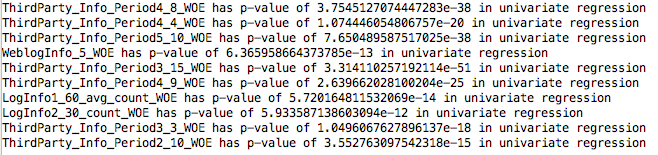 ThirdParty_Info_Period4_8_WOE has p-value of 3.7545127074447283e-38 in univariate regression
ThirdParty_Info_Period4_4_WOE has p-value of 1.074446054806757e-20 in univariate regression
ThirdParty_Info_Period5_10_WOE has p-value of 7.650489587517025e-38 in univariate regression
WeblogInfo_5_WOE has p-value of 6.365958664373785e-13 in univariate regression
ThirdParty_Info_Period3_15_WOE has p-value of 3.314110257192114e-51 in univariate regression
ThirdParty_Info_Period4_9_WOE has p-value of 2.639662028100204e-25 in univariate regression
LogInfo1_60_avg_count_WOE has p-value of 5.720164811532069e-14 in univariate regression
LogInfo2_30_count_WOE has p-value of 5.933587138603094e-12 in univariate regression
ThirdParty_Info_Period3_3_WOE has p-value of 1.0496067627896137e-18 in univariate regression
ThirdParty_Info_Period2_10_WOE has p-value of 3.552763097542318e-15 in univariate regression